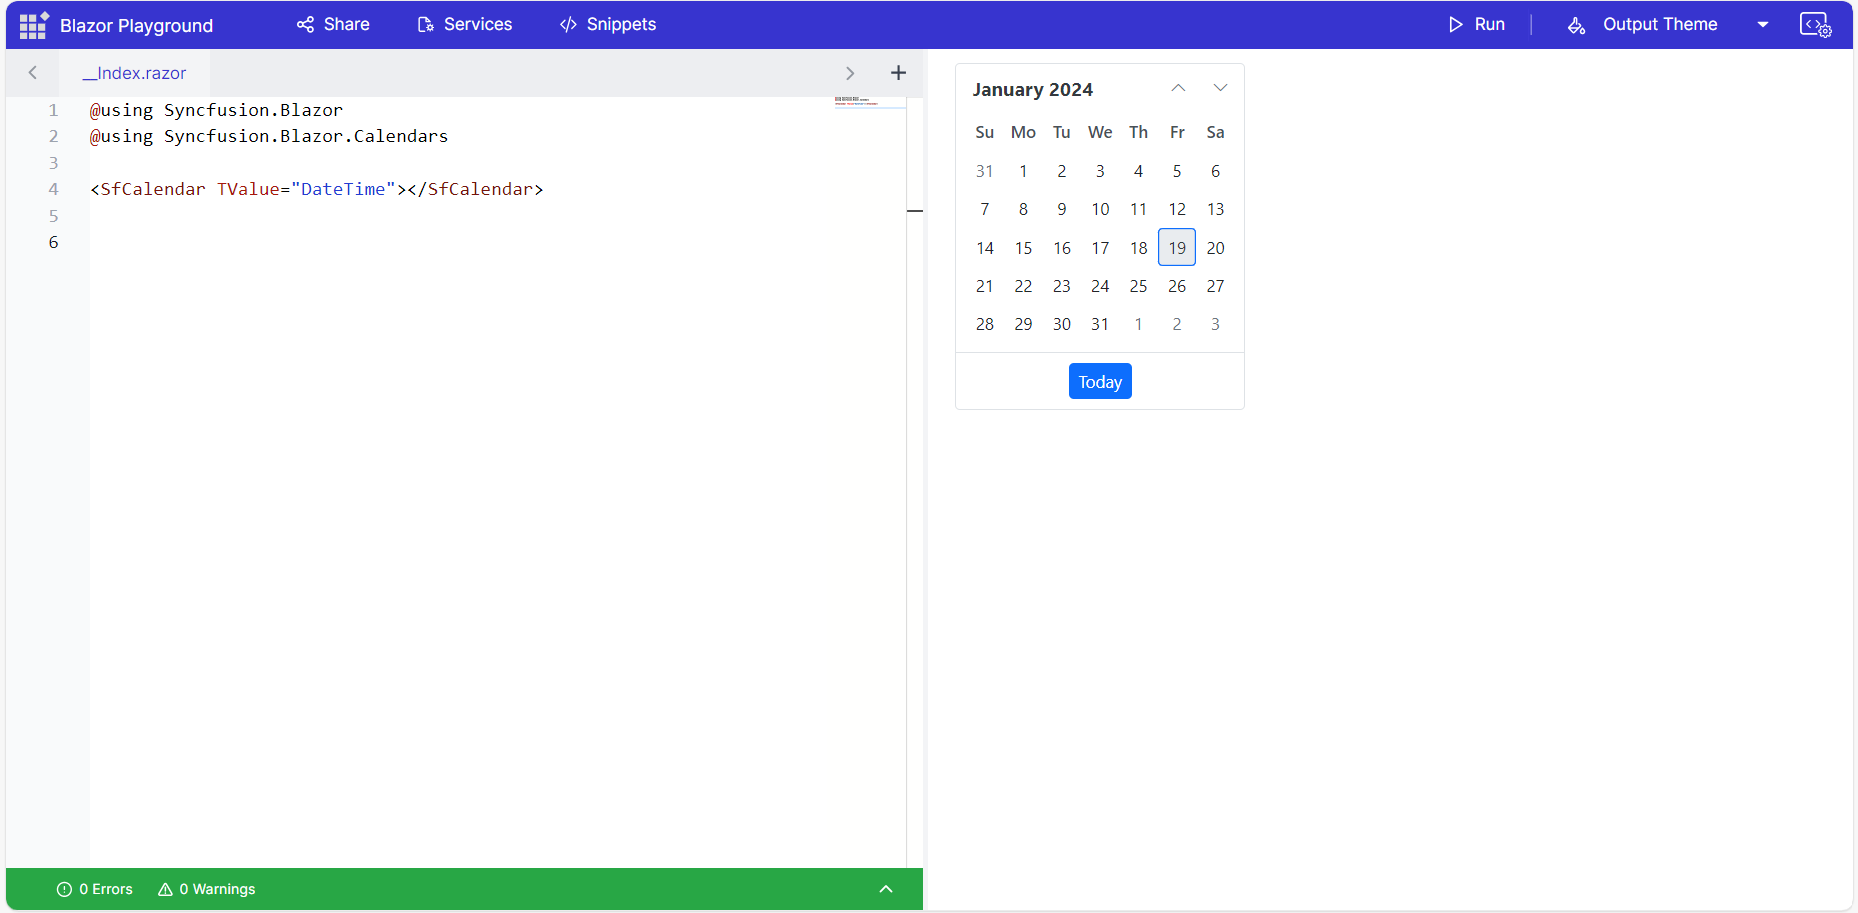 Blazor Playground Share Services Snippets Run Output Theme
__Index.razor
1 @using Syncfusion.Blazor
2 @using Syncfusion.Blazor.Calendars
3
4 <SfCalendar TValue="DateTime"></SfCalendar>
5
6
0 Errors 0 Warnings
January 2024
Su Mo Tu We Th Fr Sa
31 1 2 3 4 5 6
7 8 9 10 11 12 13
14 15 16 17 18 19 20
21 22 23 24 25 26 27
28 29 30 31 1 2 3
Today